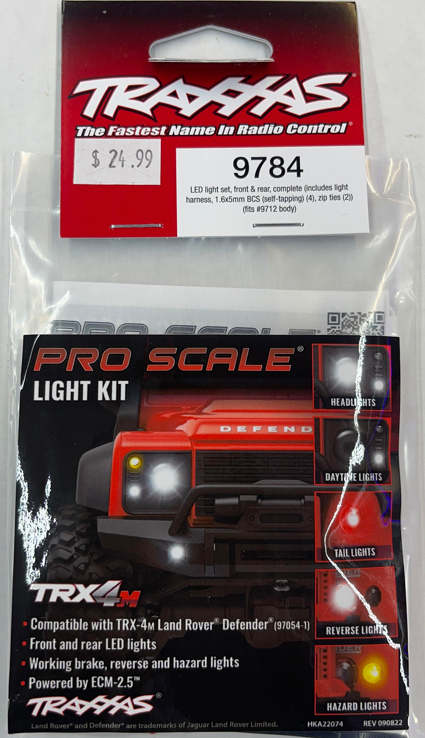 TRAXXAS®
The Fastest Name In Radio Control®
$ 24.99
9784
LED light set, front & rear, complete (includes light
harness, 1.6x5mm BCS (self-tapping) (4), zip ties (2))
(fits #9712 body)
PRO SCALE®
PRO SCALE®
LIGHT KIT
HEADLIGHTS
DEFEND
DAYTIME LIGHTS
TAIL LIGHTS
REVERSE LIGHTS
HAZARD LIGHTS
TRX4M
• Compatible with TRX-4M Land Rover® Defender® (97054-1)
• Front and rear LED lights
• Working brake, reverse and hazard lights
• Powered by ECM-2.5™
TRAXXAS®
Land Rover® and Defender® are trademarks of Jaguar Land Rover Limited.
HKA22074 REV 090822